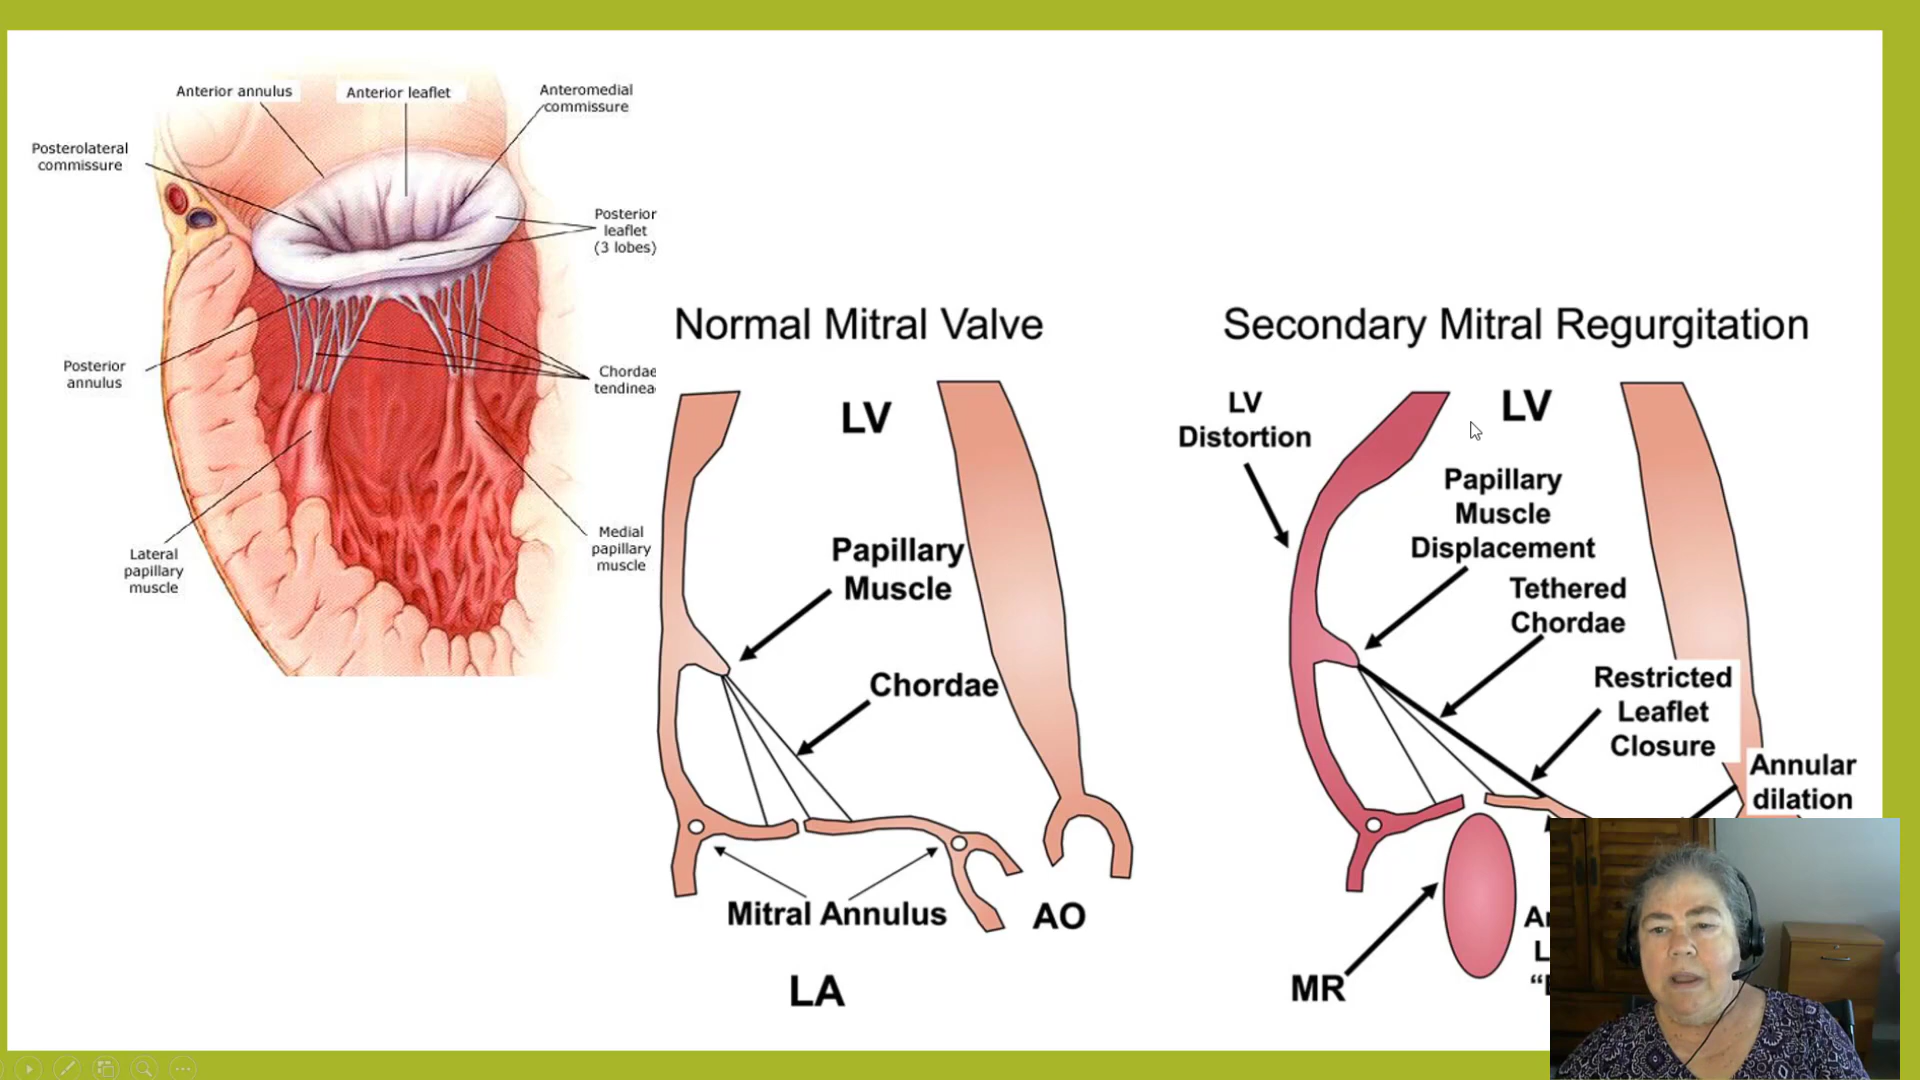 Anterior annulus
Anterior leaflet
Anteromedial
commissure
Posterolateral
commissure
Posterior
leaflet
(3 lobes)
Posterior
annulus
Chordae
tendinea
Lateral
papillary
muscle
Medial
papillary
muscle
Normal Mitral Valve
LV
Papillary
Muscle
Chordae
Mitral Annulus
AO
LA
Secondary Mitral Regurgitation
LV
Distortion
LV
Papillary
Muscle
Displacement
Tethered
Chordae
Restricted
Leaflet
Closure
Annular
dilation
MR